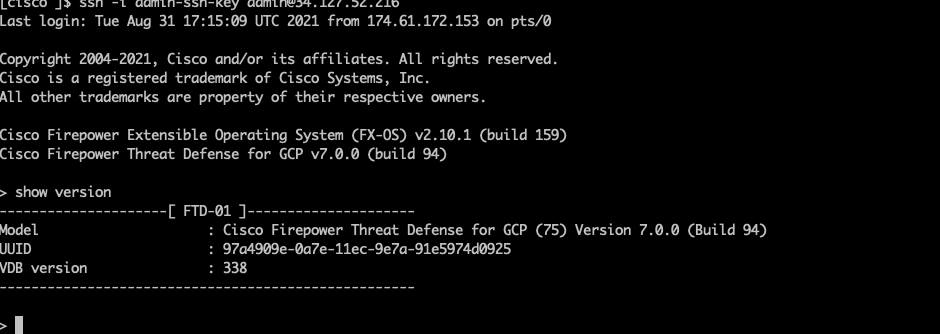 [cisco ]$ ssh -i admin-ssh-key admin@34.127.52.216
Last login: Tue Aug 31 17:15:09 UTC 2021 from 174.61.172.153 on pts/0
Copyright 2004-2021, Cisco and/or its affiliates. All rights reserved.
Cisco is a registered trademark of Cisco Systems, Inc.
All other trademarks are property of their respective owners.
Cisco Firepower Extensible Operating System (FX-OS) v2.10.1 (build 159)
Cisco Firepower Threat Defense for GCP v7.0.0 (build 94)
> show version
---------------------[ FTD-01 ]---------------------
Model                     : Cisco Firepower Threat Defense for GCP (75) Version 7.0.0 (Build 94)
UUID                      : 97a4909e-0a7e-11ec-9e7a-91e5974d0925
VDB version               : 338
----------------------------------------------------
>